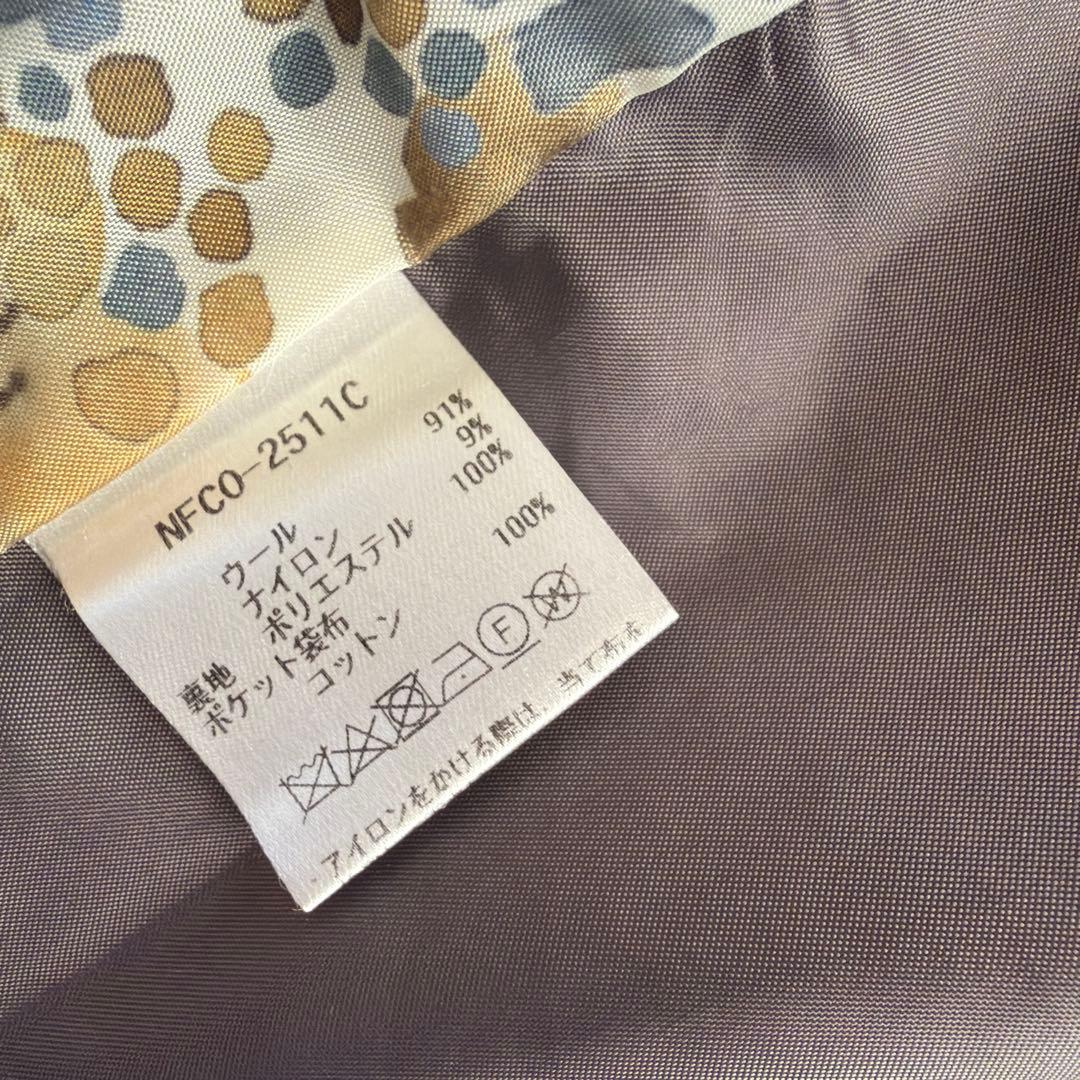 NFCO-2511C
ウール 91%
ナイロン 9%
裏地 ポリエステル 100%
ポケット袋布
コットン 100%
F
W
・アイロンをかける際は、当て布を